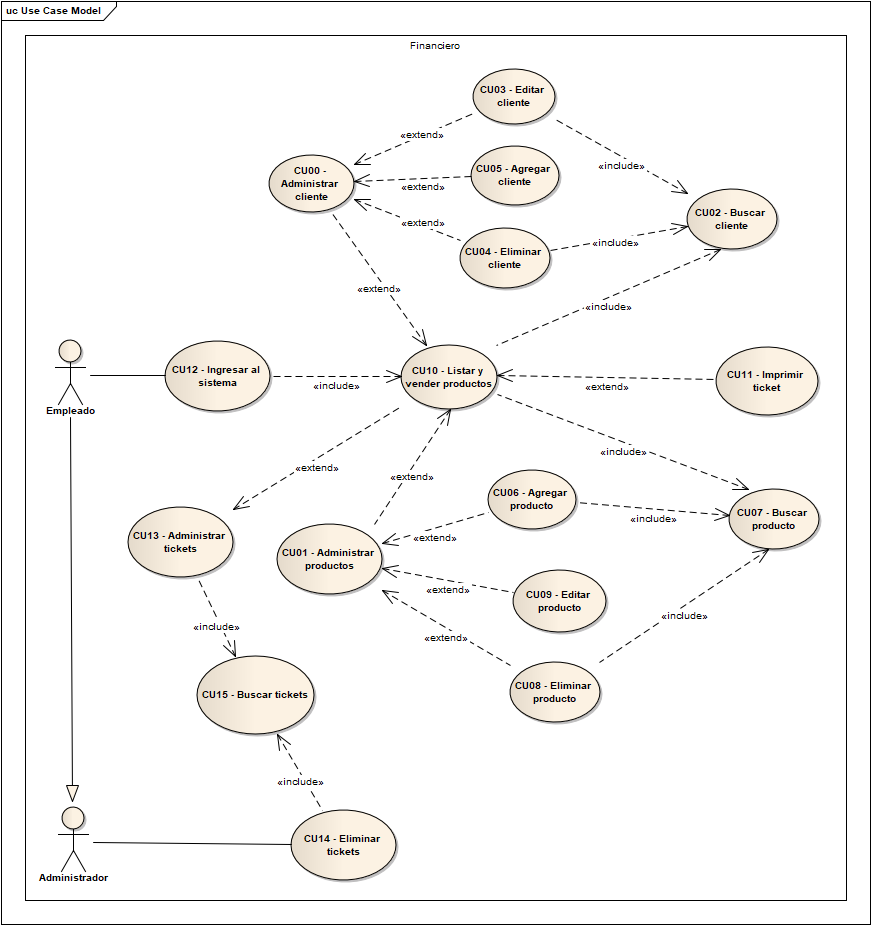 uc Use Case Model
Financiero
CU03 - Editar
cliente
«extend»
CU05 - Agregar
cliente
«include»
CU00 -
Administrar
cliente
«extend»
CU02 - Buscar
cliente
«extend»
CU04 - Eliminar
cliente
«include»
«extend»
«include»
Empleado
CU12 - Ingresar al
sistema
«include»
CU10 - Listar y
vender productos
«extend»
CU11 - Imprimir
ticket
«extend»
«extend»
«include»
CU06 - Agregar
producto
«include»
CU07 - Buscar
producto
CU13 - Administrar
tickets
CU01 - Administrar
productos
«extend»
«extend»
CU09 - Editar
producto
«include»
«extend»
«include»
CU15 - Buscar tickets
CU08 - Eliminar
producto
«include»
CU14 - Eliminar
tickets
Administrador